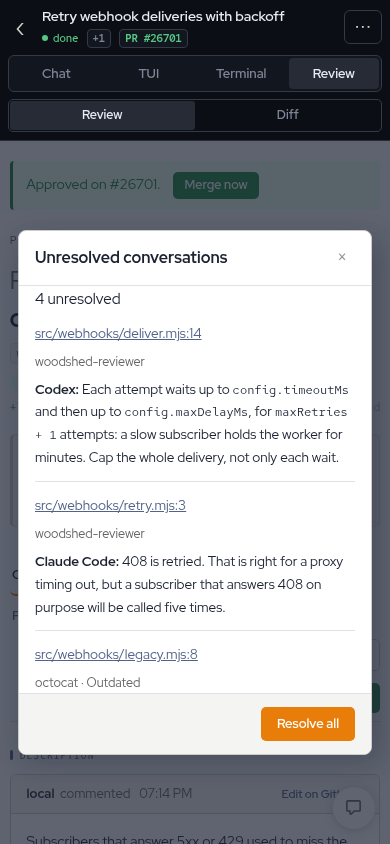 Retry webhook deliveries with backoff
done +1 PR #26701
...
Chat TUI Terminal Review
Review Diff
Approved on #26701. Merge now
Unresolved conversations ×
4 unresolved
src/webhooks/deliver.mjs:14
woodshed-reviewer
Codex: Each attempt waits up to config.timeoutMs
and then up to config.maxDelayMs, for maxRetries
+ 1 attempts: a slow subscriber holds the worker for
minutes. Cap the whole delivery, not only each wait.
src/webhooks/retry.mjs:3
woodshed-reviewer
Claude Code: 408 is retried. That is right for a proxy
timing out, but a subscriber that answers 408 on
purpose will be called five times.
src/webhooks/legacy.mjs:8
octocat · Outdated
Resolve all
DESCRIPTION
local commented 07:14 PM Edit on
Subscribers that answer 5xx or 429 used to miss the